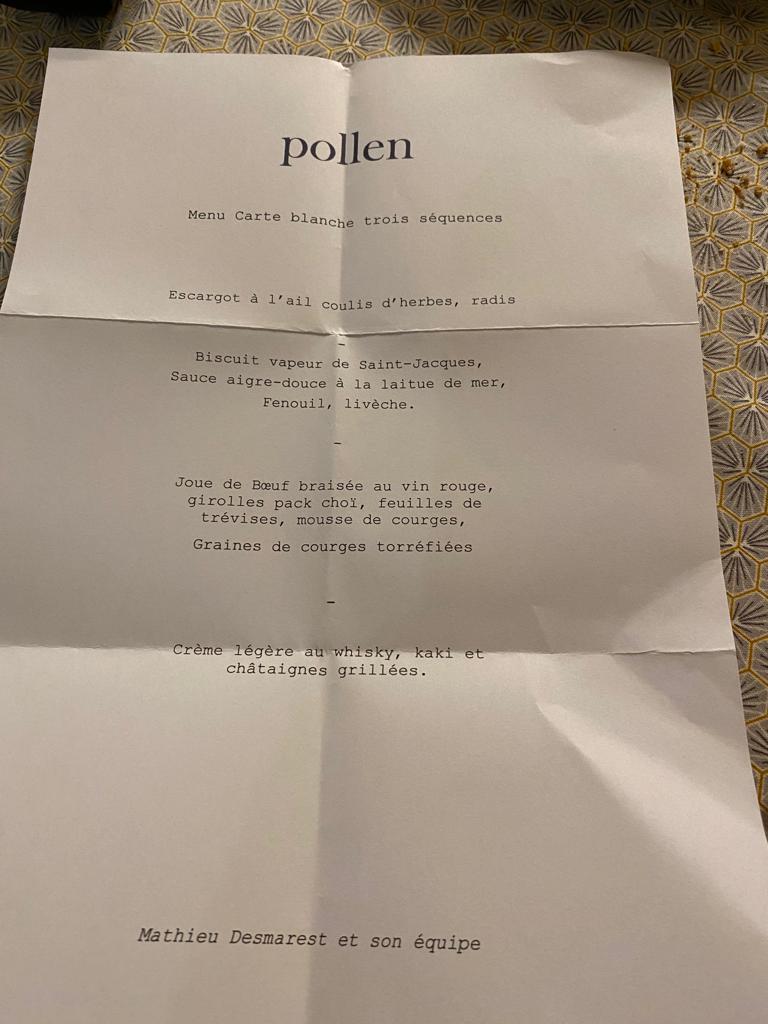 pollen
Menu Carte blanche trois séquences
Escargot à l'ail coulis d'herbes, radis
–
Biscuit vapeur de Saint-Jacques,
Sauce aigre-douce à la laitue de mer,
Fenouil, livèche.
–
Joue de Bœuf braisée au vin rouge,
girolles pack choï, feuilles de
trévises, mousse de courges,
Graines de courges torréfiées
–
Crème légère au whisky, kaki et
châtaignes grillées.
Mathieu Desmarest et son équipe